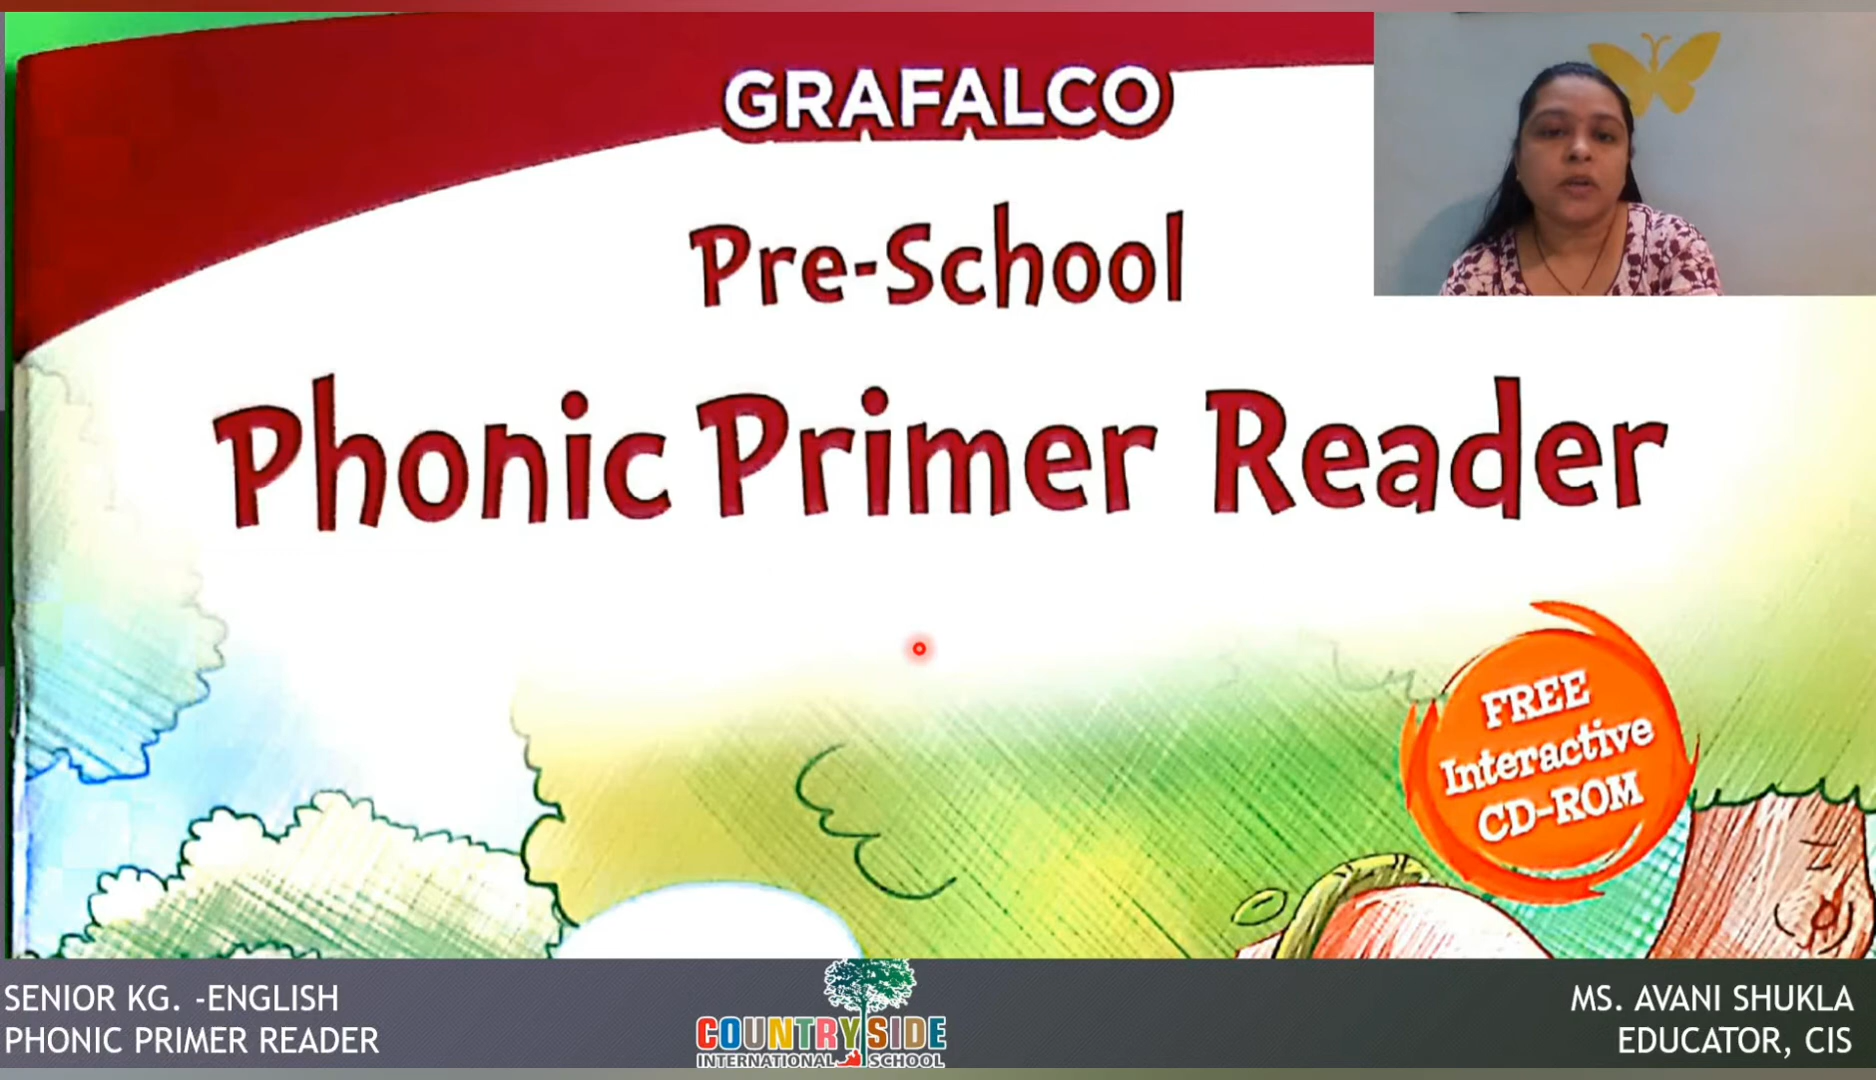 GRAFALCO
Pre-School
Phonic Primer Reader
FREE
Interactive
CD-ROM
SENIOR KG. -ENGLISH
PHONIC PRIMER READER
COUNTRYSIDE
INTERNATIONAL SCHOOL
MS. AVANI SHUKLA
EDUCATOR, CIS